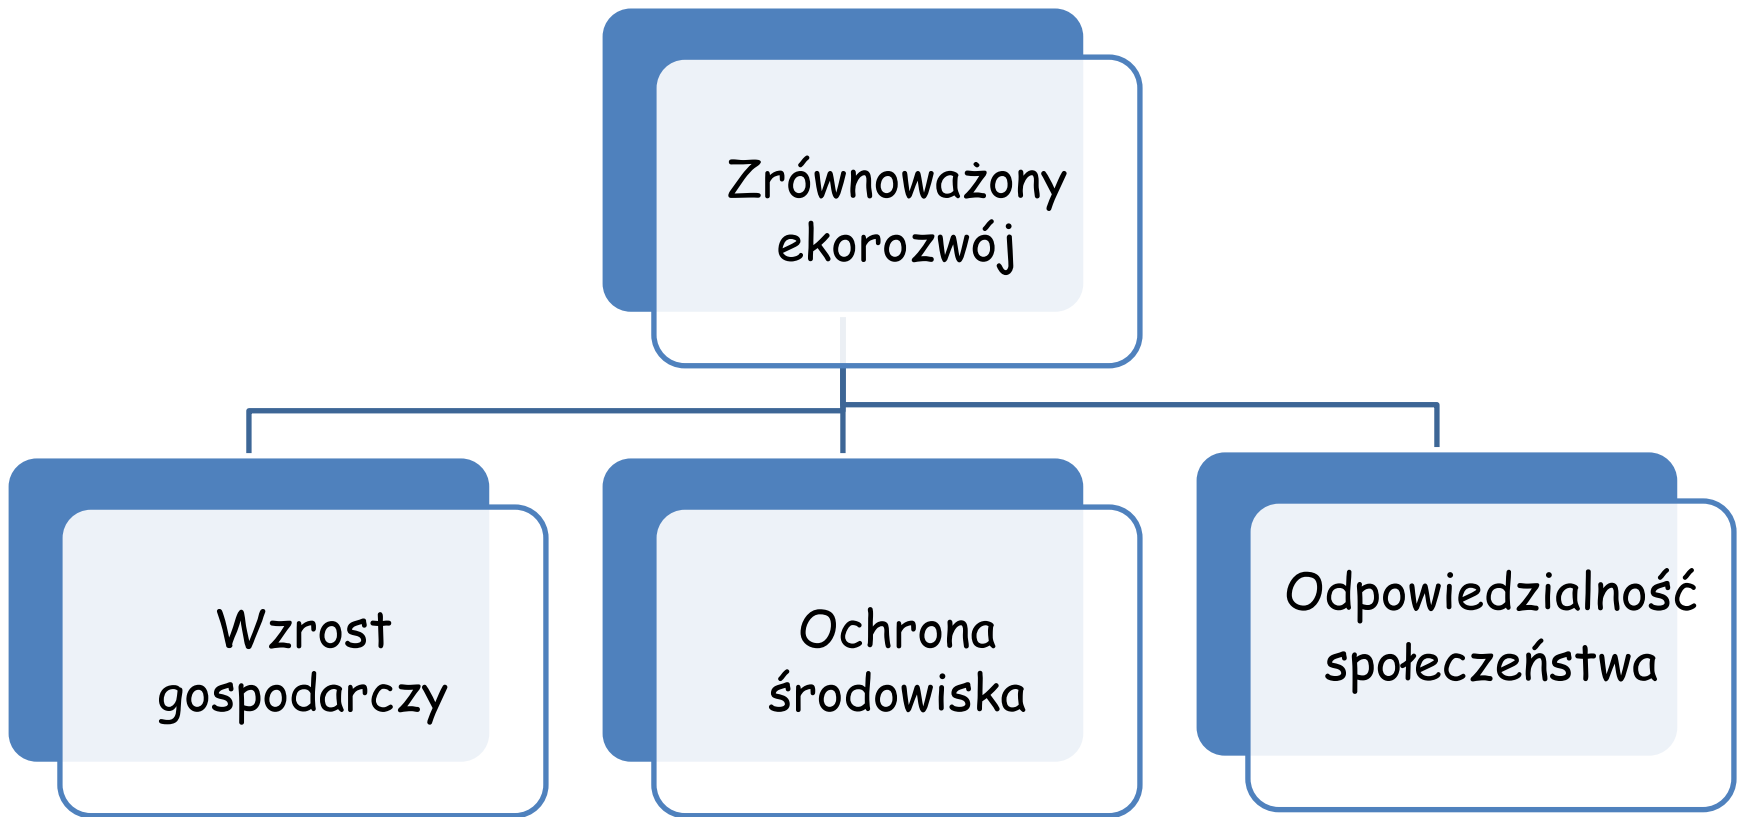 Zrównoważony
ekorozwój
Wzrost
gospodarczy
Ochrona
środowiska
Odpowiedzialność
społeczeństwa